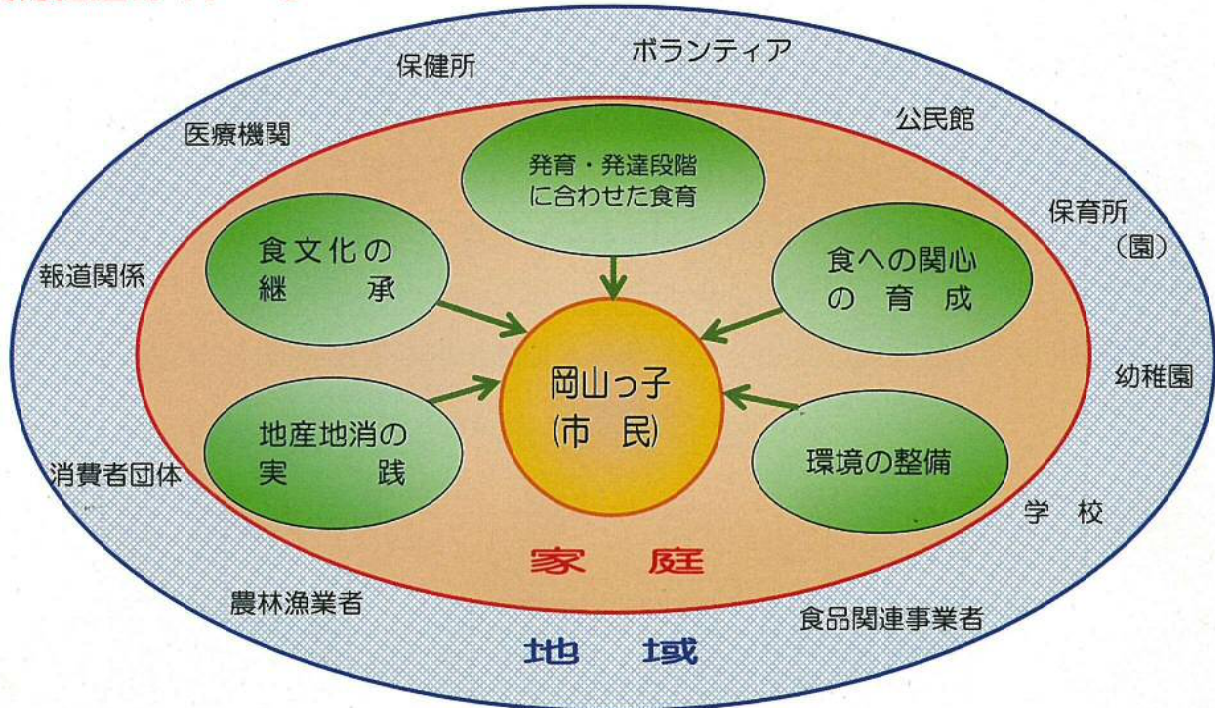 ボランティア
保健所
公民館
医療機関
発育・発達段階
に合わせた食育
保育所
（園）
食文化の
継承
食への関心
の育成
報道関係
岡山っ子
(市 民)
幼稚園
地産地消の
実践
環境の整備
消費者団体
学 校
家 庭
農林漁業者
食品関連事業者
地 域